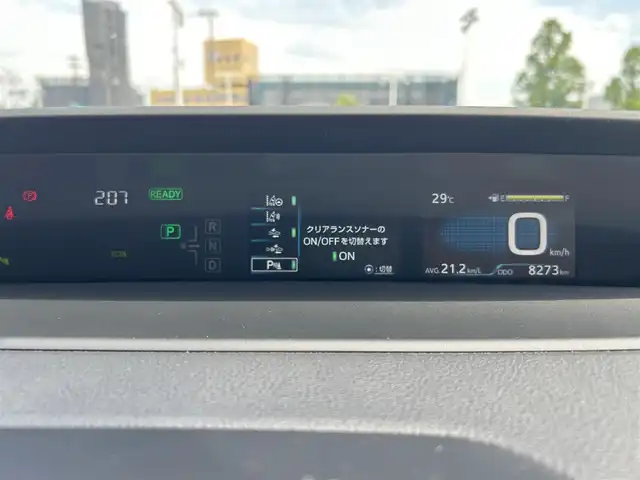 207
READY
P
R
N
D
クリアランスソナーの
ON/OFFを切替えます
ON
:切替
P
29℃
E F
0 km/h
AVG.21.2km/L
ODO 8273km